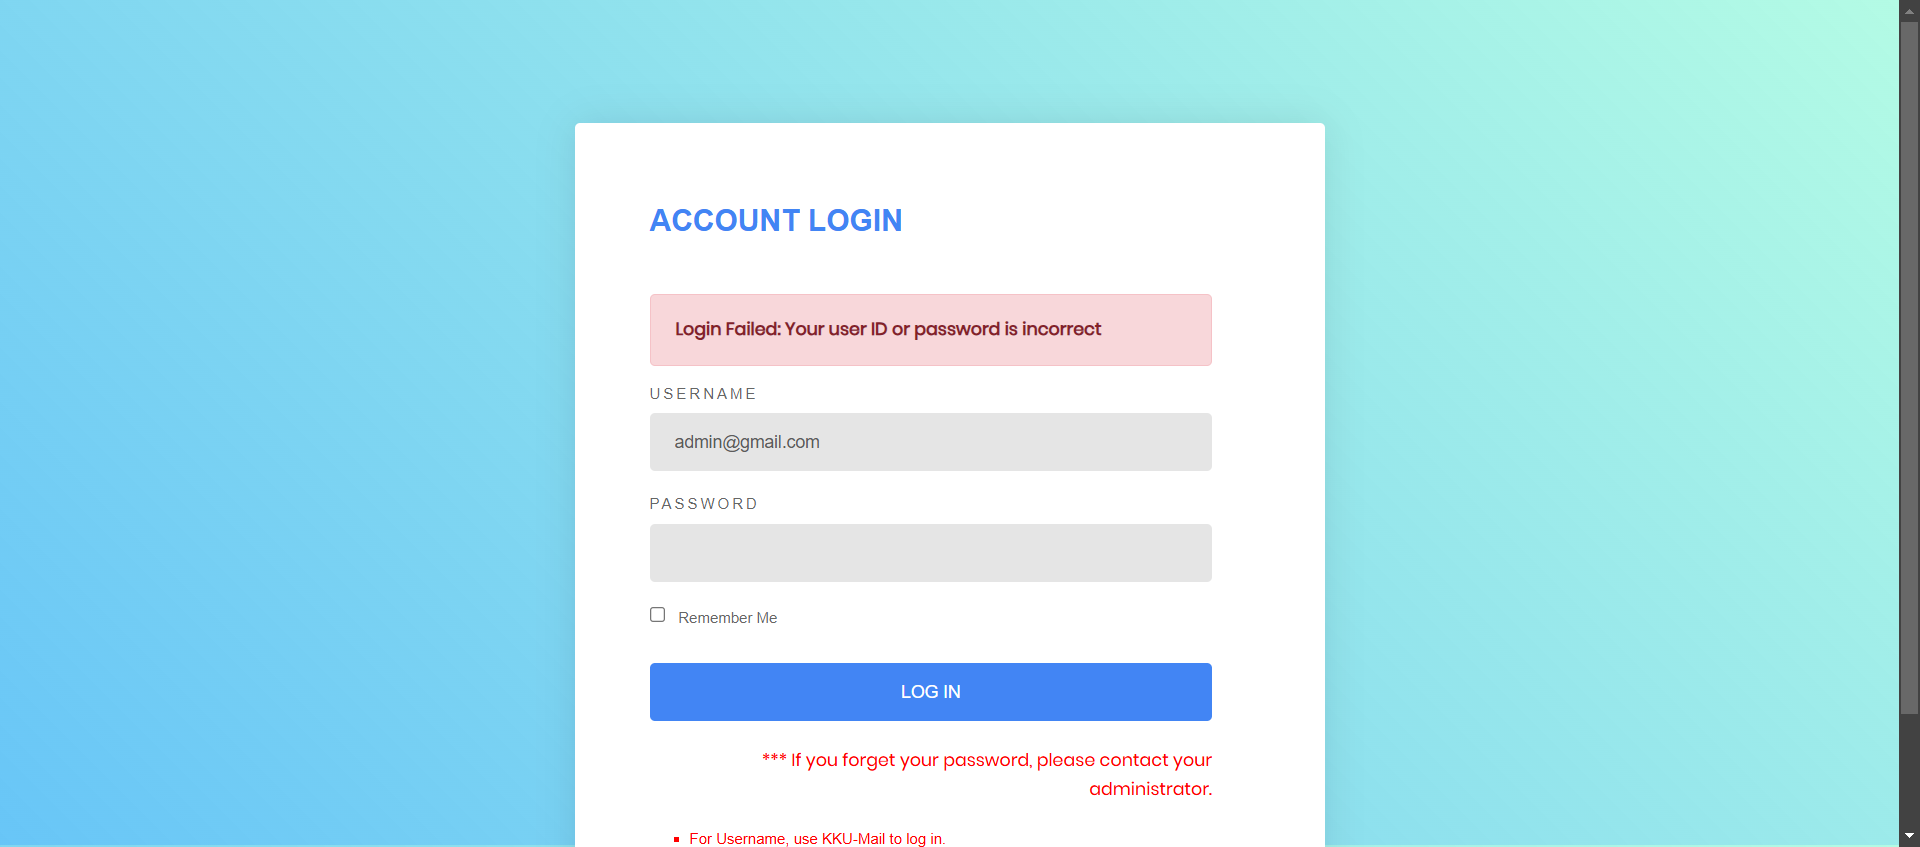 ACCOUNT LOGIN
Login Failed: Your user ID or password is incorrect
USERNAME
admin@gmail.com
PASSWORD
Remember Me
LOG IN
*** If you forget your password, please contact your
administrator.
For Username, use KKU-Mail to log in.